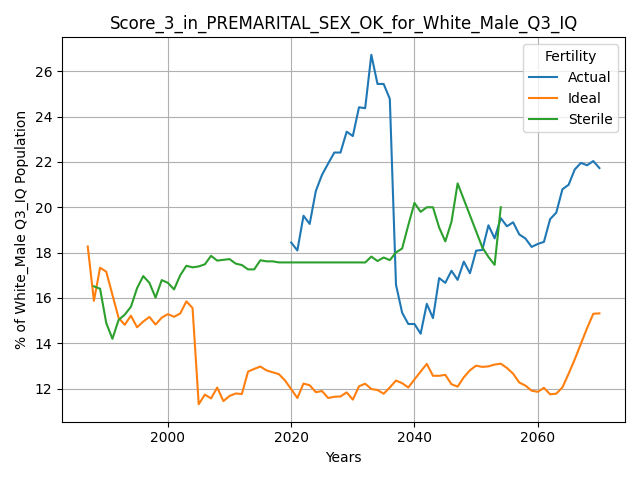 Score_3_in_PREMARITAL_SEX_OK_for_White_Male_Q3_IQ
Fertility
Actual
Ideal
Sterile
% of White_Male Q3_IQ Population
26
24
22
20
18
16
14
12
2000
2020
2040
2060
Years